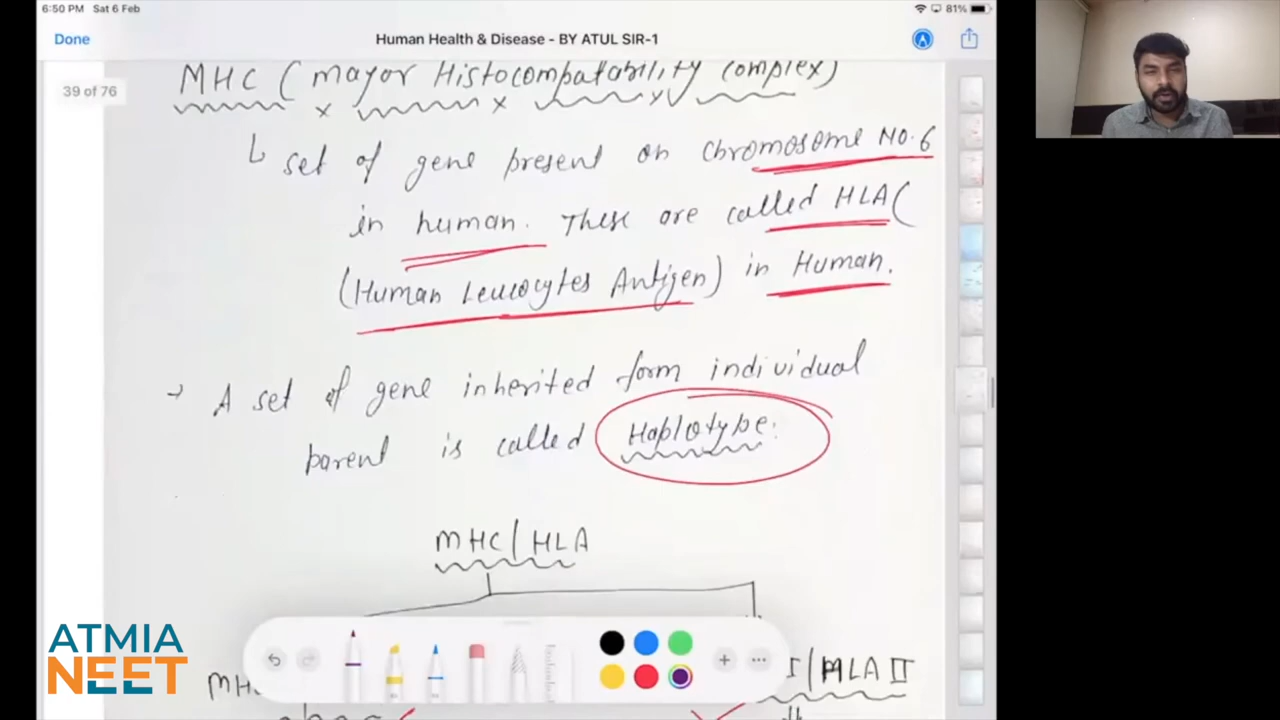 6:50 PM Sat 6 Feb
81%
Done
Human Health & Disease - BY ATUL SIR-1
39 of 76
MHC ( Mayor Histocompatability Complex)
↳ set of gene present on chromosome No. 6
in human. These are called HLA(
(Human Leucocytes Antigen) in Human.
→ A set of gene inherited form individual
parent is called Haplotype.
MHC/HLA
I/HLA II
ATMIA
NEET